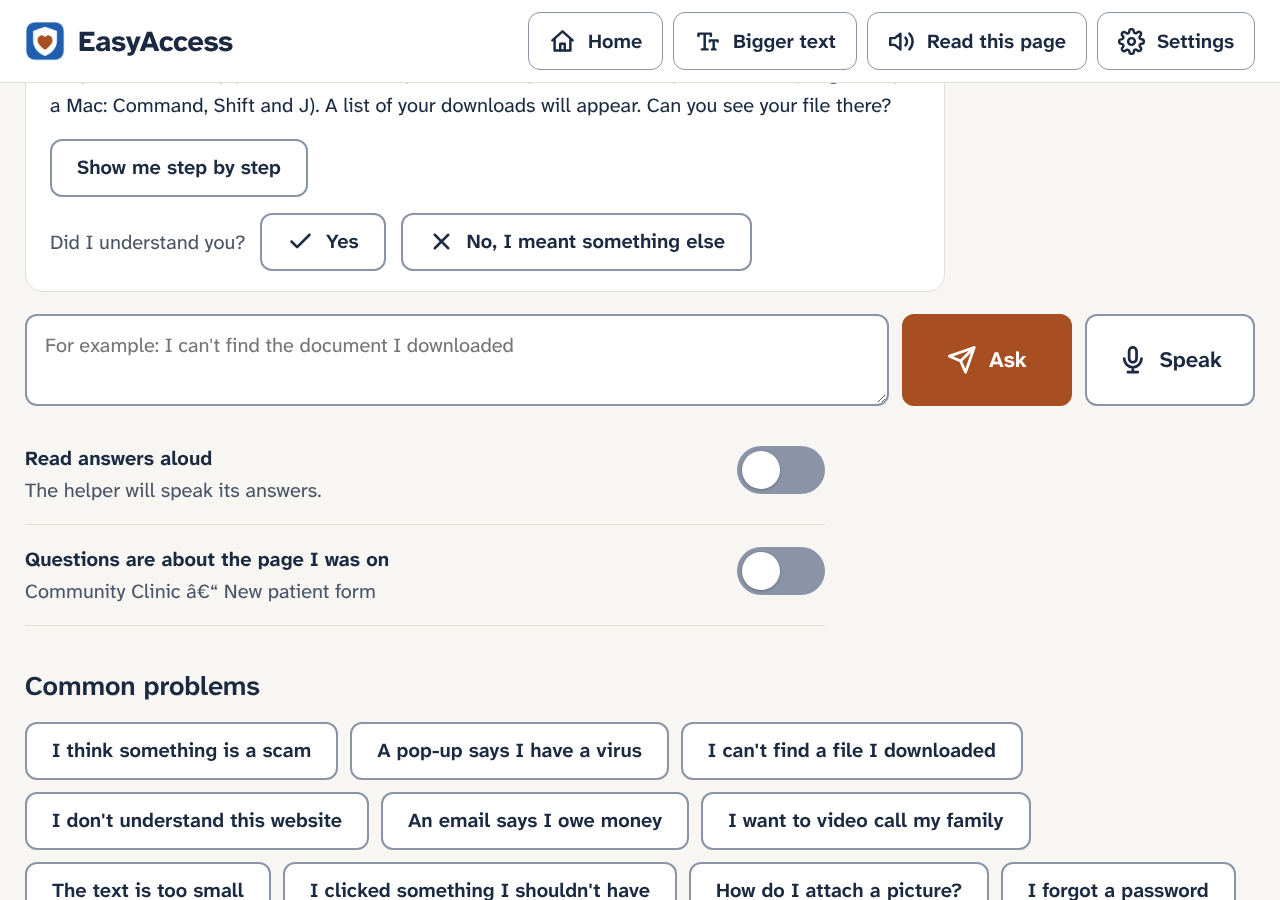 EasyAccess
Home
Bigger text
Read this page
Settings
a Mac: Command, Shift and J). A list of your downloads will appear. Can you see your file there?
Show me step by step
Did I understand you?
Yes
No, I meant something else
For example: I can't find the document I downloaded
Ask
Speak
Read answers aloud
The helper will speak its answers.
Questions are about the page I was on
Community Clinic â€“ New patient form
Common problems
I think something is a scam
A pop-up says I have a virus
I can't find a file I downloaded
I don't understand this website
An email says I owe money
I want to video call my family
The text is too small
I clicked something I shouldn't have
How do I attach a picture?
I forgot a password